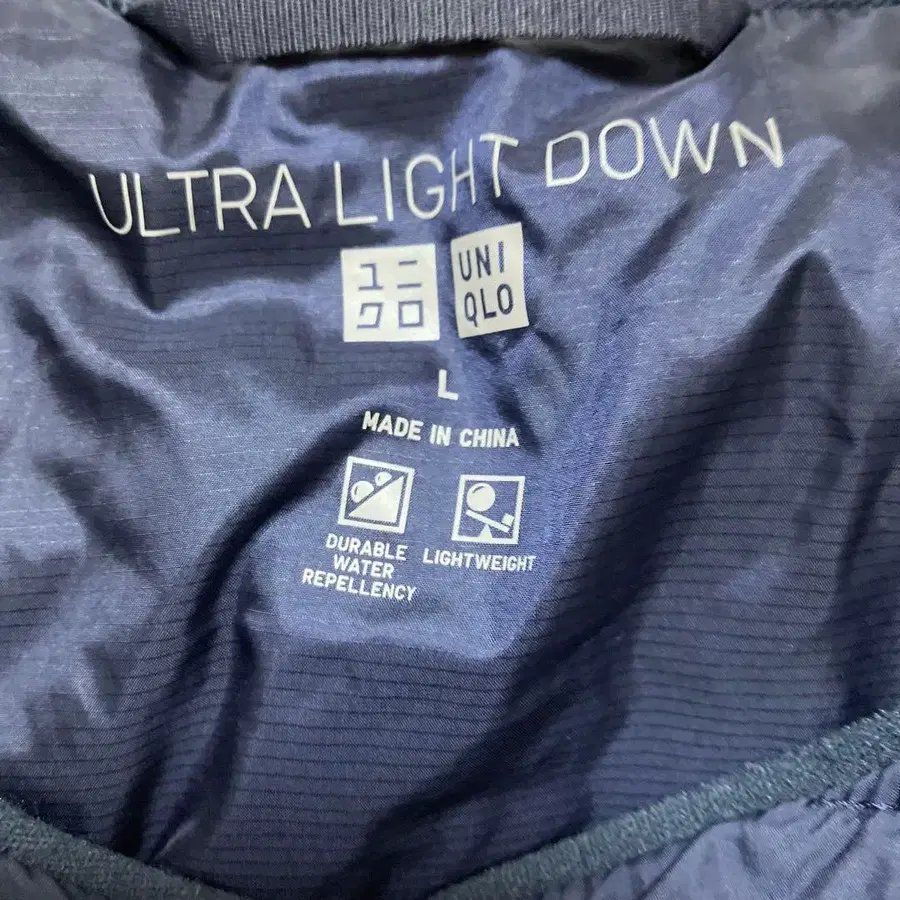 ULTRA LIGHT DOWN
ユニ
クロ
UNI
QLO
L
MADE IN CHINA
DURABLE
WATER
REPELLENCY
LIGHTWEIGHT